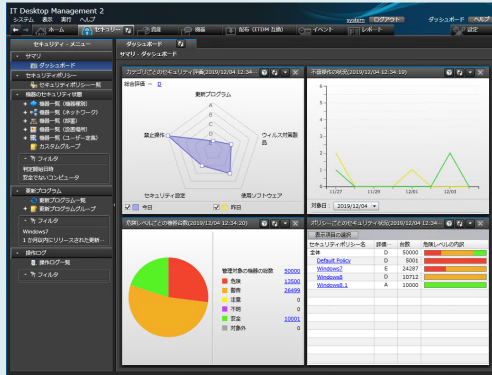 IT Desktop Management 2
システム 表示 実行 ヘルプ
system ログアウト ダッシュボード ヘルプ
ホーム セキュリ… 資産 機器 配布 (ITDM 互換) イベント レポート 設定
セキュリティ・メニュー
サマリ
ダッシュボード
セキュリティポリシー
セキュリティポリシー一覧
機器のセキュリティ状態
機器一覧 (機器種別)
機器一覧 (ネットワーク)
機器一覧 (部署)
機器一覧 (設置場所)
機器一覧 (ユーザー定義)
カスタムグループ
フィルタ
判定開始日時
安全でないコンピュータ
更新プログラム
更新プログラム一覧
更新プログラムグループ
フィルタ
Windows7
1か月以内にリリースされた更新…
操作ログ
操作ログ一覧
フィルタ
ダッシュボード
サマリ・ダッシュボード
カテゴリごとのセキュリティ評価(2019/12/04 12:34…
総合評価 － D
更新プログラム
A
B
C
D
禁止操作
ウィルス対策製品
セキュリティ設定
使用ソフトウェア
今日 昨日
不審操作の状況(2019/12/04 12:34:19)
6
5
4
3
2
1
0
11/27 11/29 12/01 12/03
対象日： 2019/12/04
危険レベルごとの機器台数(2019/12/04 12:34:20)
管理対象の機器の総数 50000
危険 13500
警告 26499
注意 0
不明 0
安全 10001
対象外 0
ポリシーごとのセキュリティ状況(2019/12/04 12:34…
表示項目の選択
セキュリティポリシー名 評価… 台数 危険レベルの内訳
全体 D 50000
Default Policy D 5001
Windows7 E 24287
Windows8 D 10712
Windows8.1 A 10000